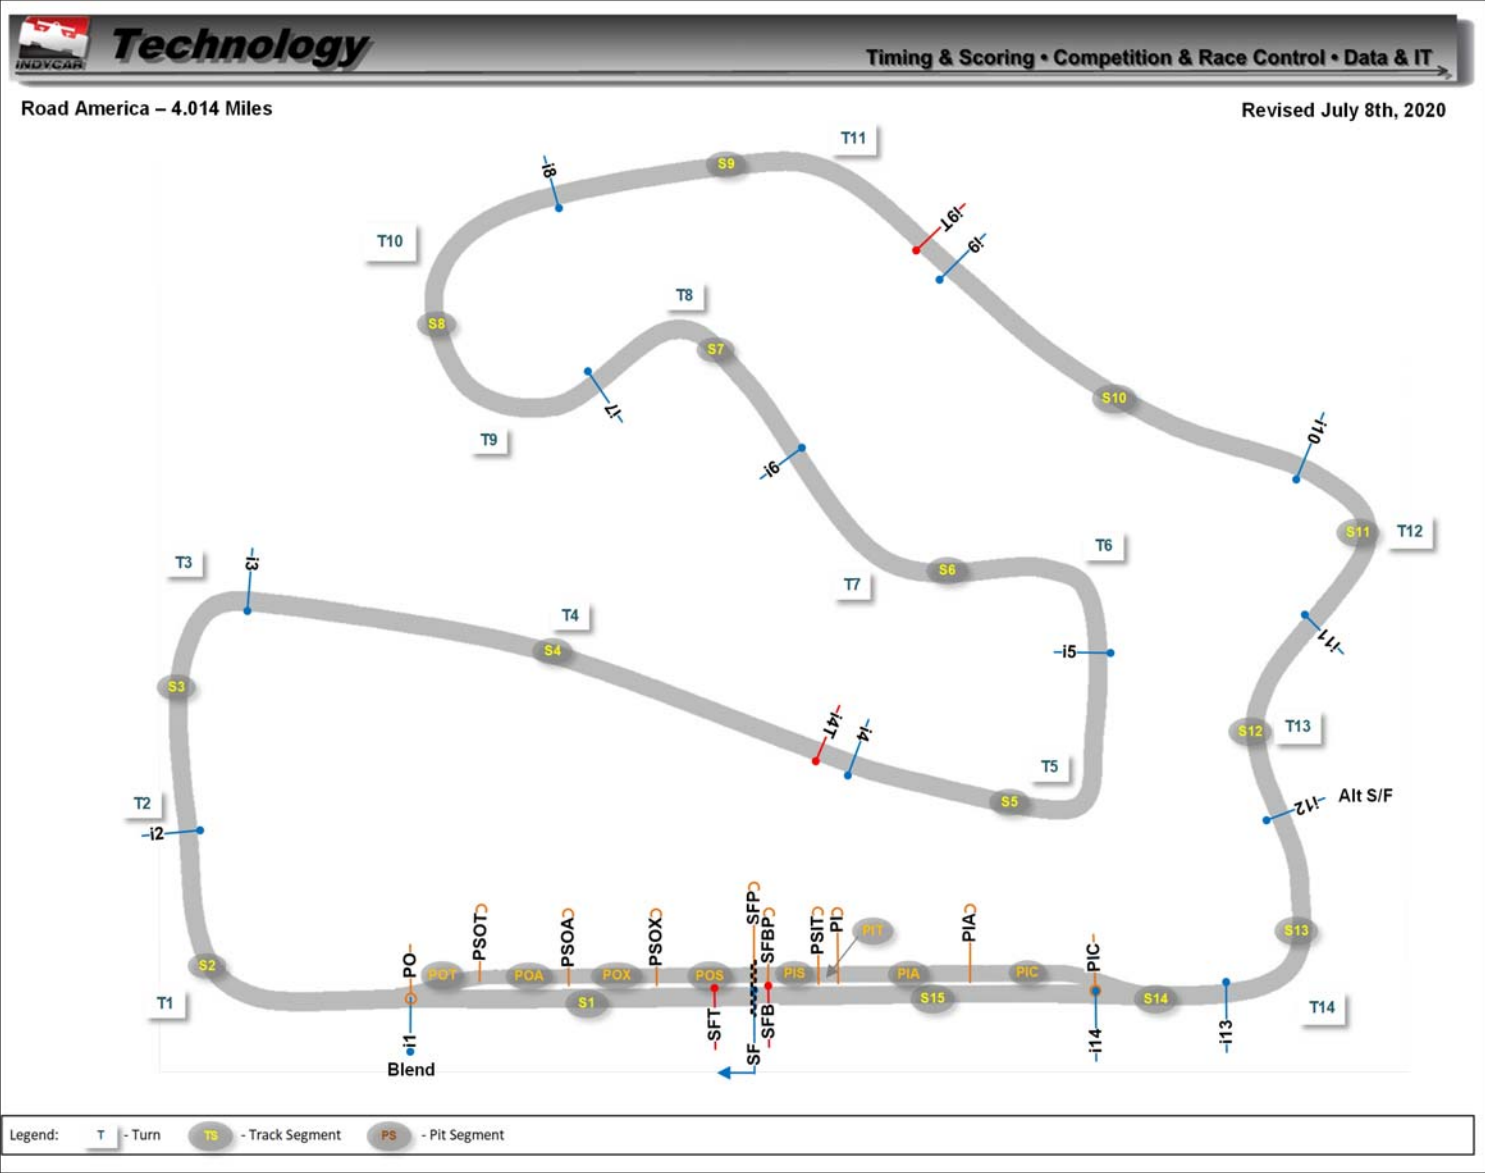 INDYCAR
Technology
Timing & Scoring • Competition & Race Control • Data & IT
Road America – 4.014 Miles
Revised July 8th, 2020
T11
S9
-i8
-i9T
-i9
T10
T8
S8
S7
S10
-i10
T9
-i7
-i6
S11
T12
T6
T3
-i3
S6
T7
T4
S4
-i5
-i11
S3
-i4T
-i4
S12
T13
T5
S5
T2
-i2
-i12
Alt S/F
S13
S2
T1
PO-
PSOT
PSOA
PSOX
SFP
SFBP
PSIT
PI
PIT
PIA
PIC-
POT
POA
POX
POS
PIS
PIA
PIC
S1
S15
S14
T14
-i1
-SFT
SF
-SFB
-i14
-i13
Blend
Legend:
T
- Turn
TS
- Track Segment
PS
- Pit Segment